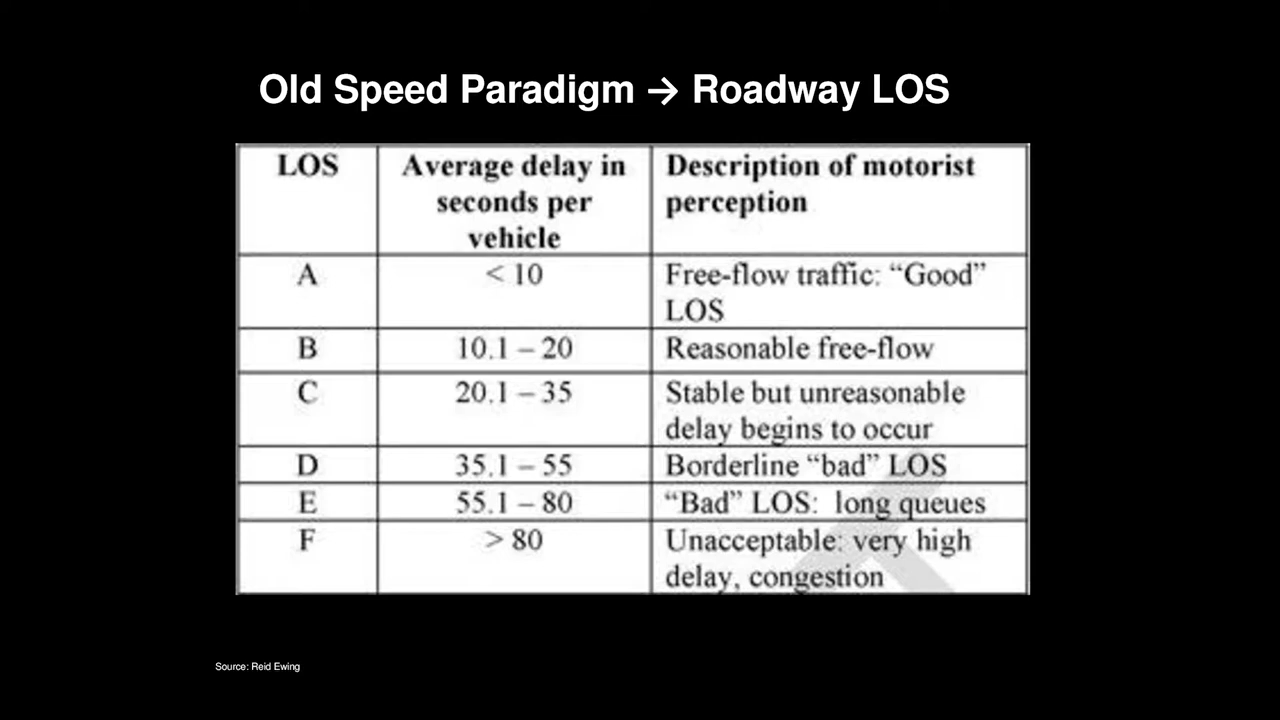 Old Speed Paradigm → Roadway LOS
LOS
Average delay in
seconds per
vehicle
Description of motorist
perception
A
< 10
Free-flow traffic: “Good”
LOS
B
10.1 – 20
Reasonable free-flow
C
20.1 – 35
Stable but unreasonable
delay begins to occur
D
35.1 – 55
Borderline “bad” LOS
E
55.1 – 80
“Bad” LOS: long queues
F
> 80
Unacceptable: very high
delay, congestion
Source: Reid Ewing